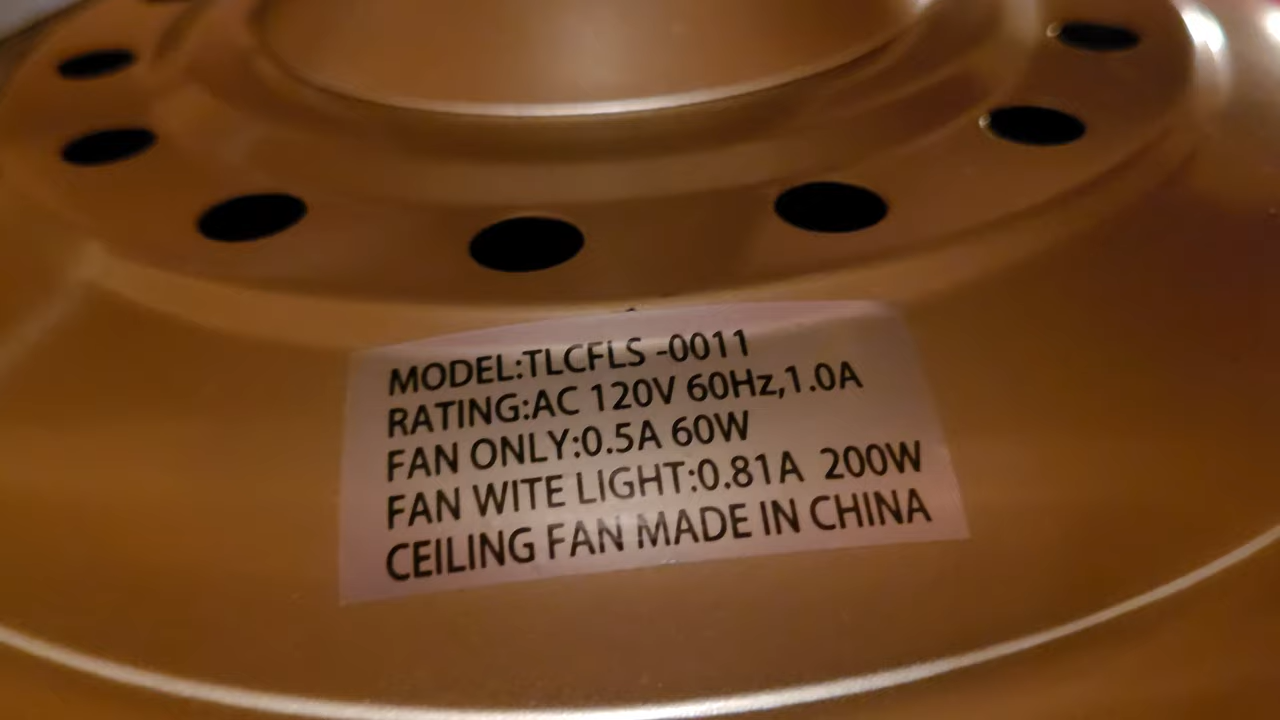 MODEL:TLCFLS -0011
RATING:AC 120V 60Hz,1.0A
FAN ONLY:0.5A 60W
FAN WITE LIGHT:0.81A 200W
CEILING FAN MADE IN CHINA